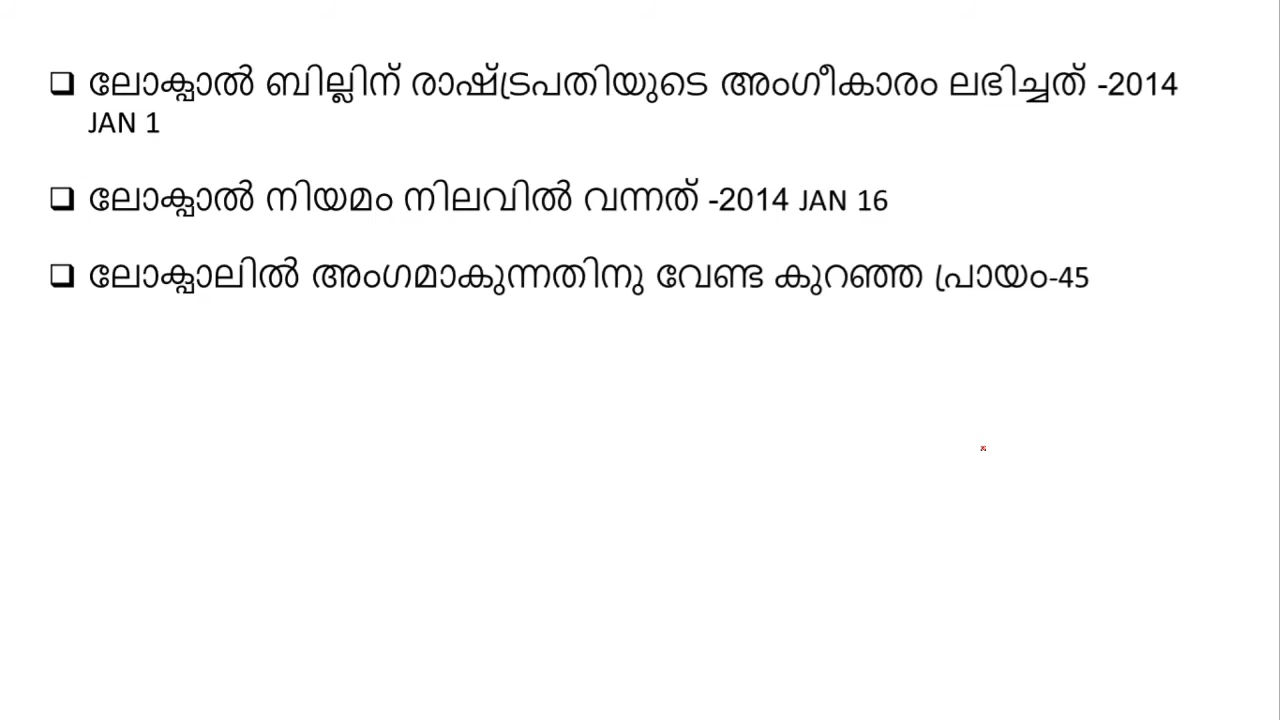 ❑ ലോക്പാൽ ബില്ലിന് രാഷ്ട്രപതിയുടെ അംഗീകാരം ലഭിച്ചത് -2014
JAN 1
❑ ലോക്പാൽ നിയമം നിലവിൽ വന്നത് -2014 JAN 16
❑ ലോക്പാലിൽ അംഗമാകുന്നതിനു വേണ്ട കുറഞ്ഞ പ്രായം-45